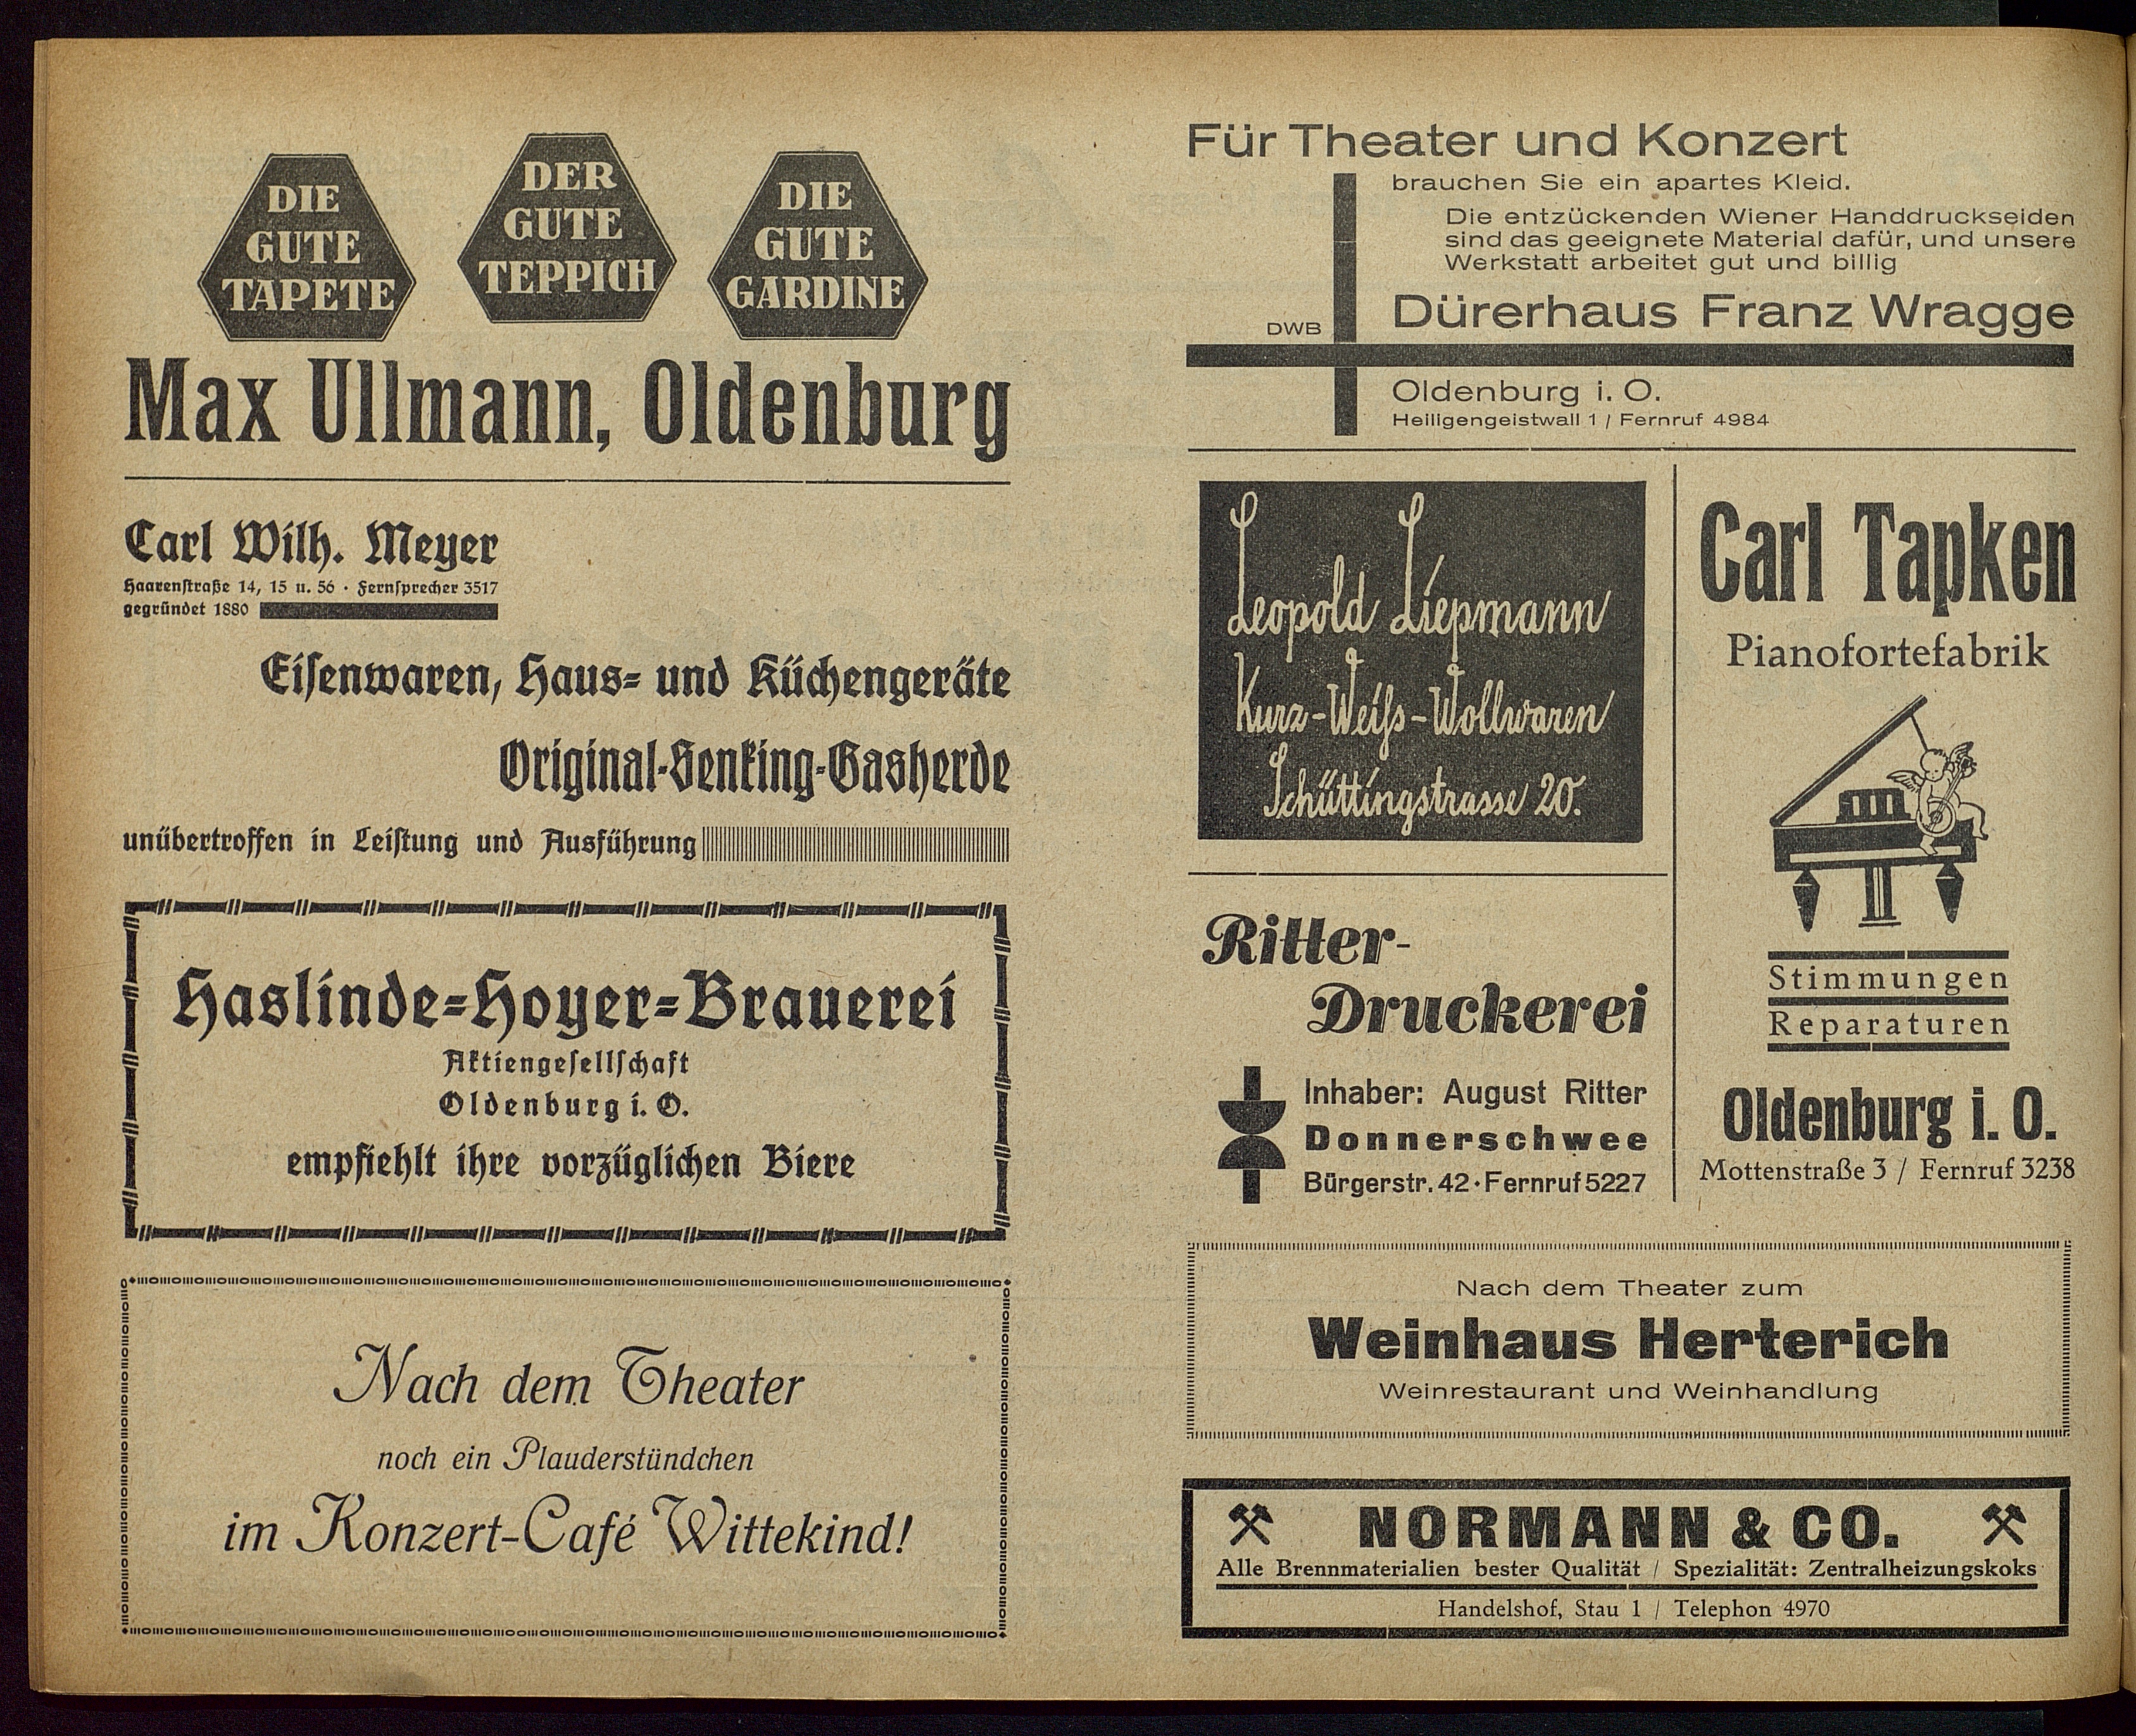 DIE
GUTE
TAPETE
DER
GUTE
TEPPICH
DIE
GUTE
GARDINE
Max Ullmann, Oldenburg
Carl Wilh. Meyer
Haarenſtraße 14, 15 u. 56 · Fernſprecher 3517
gegründet 1880
Eiſenwaren, Haus- und Küchengeräte
Original-Senking-Gasherde
unübertroffen in Leiſtung und Ausführung
Haslinde-Hoyer-Brauerei
Aktiengeſellſchaft
Oldenburg i. O.
empfiehlt ihre vorzüglichen Biere
Nach dem Theater
noch ein Plauderstündchen
im Konzert-Café Wittekind!
Für Theater und Konzert
brauchen Sie ein apartes Kleid.
Die entzückenden Wiener Handdruckseiden
sind das geeignete Material dafür, und unsere
Werkstatt arbeitet gut und billig
DWB
Dürerhaus Franz Wragge
Oldenburg i. O.
Heiligengeistwall 1 / Fernruf 4984
Leopold Liepmann
Kurz-Weiſs-Wollwaren
Schüttingstrasse 20.
Ritter-
Druckerei
Inhaber: August Ritter
Donnerschwee
Bürgerstr. 42 · Fernruf 5227
Carl Tapken
Pianofortefabrik
Stimmungen
Reparaturen
Oldenburg i. O.
Mottenstraße 3 / Fernruf 3238
Nach dem Theater zum
Weinhaus Herterich
Weinrestaurant und Weinhandlung
NORMANN & CO.
Alle Brennmaterialien bester Qualität / Spezialität: Zentralheizungskoks
Handelshof, Stau 1 / Telephon 4970